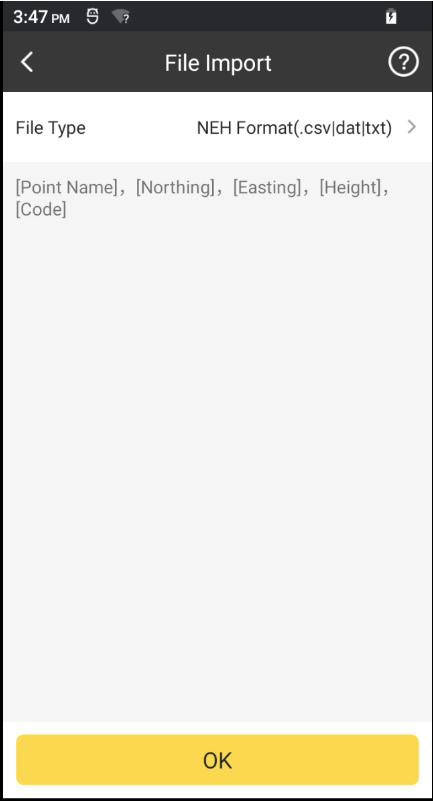 3:47 PM
File Import
File Type NEH Format(.csv|dat|txt)
[Point Name], [Northing], [Easting], [Height],
[Code]
OK